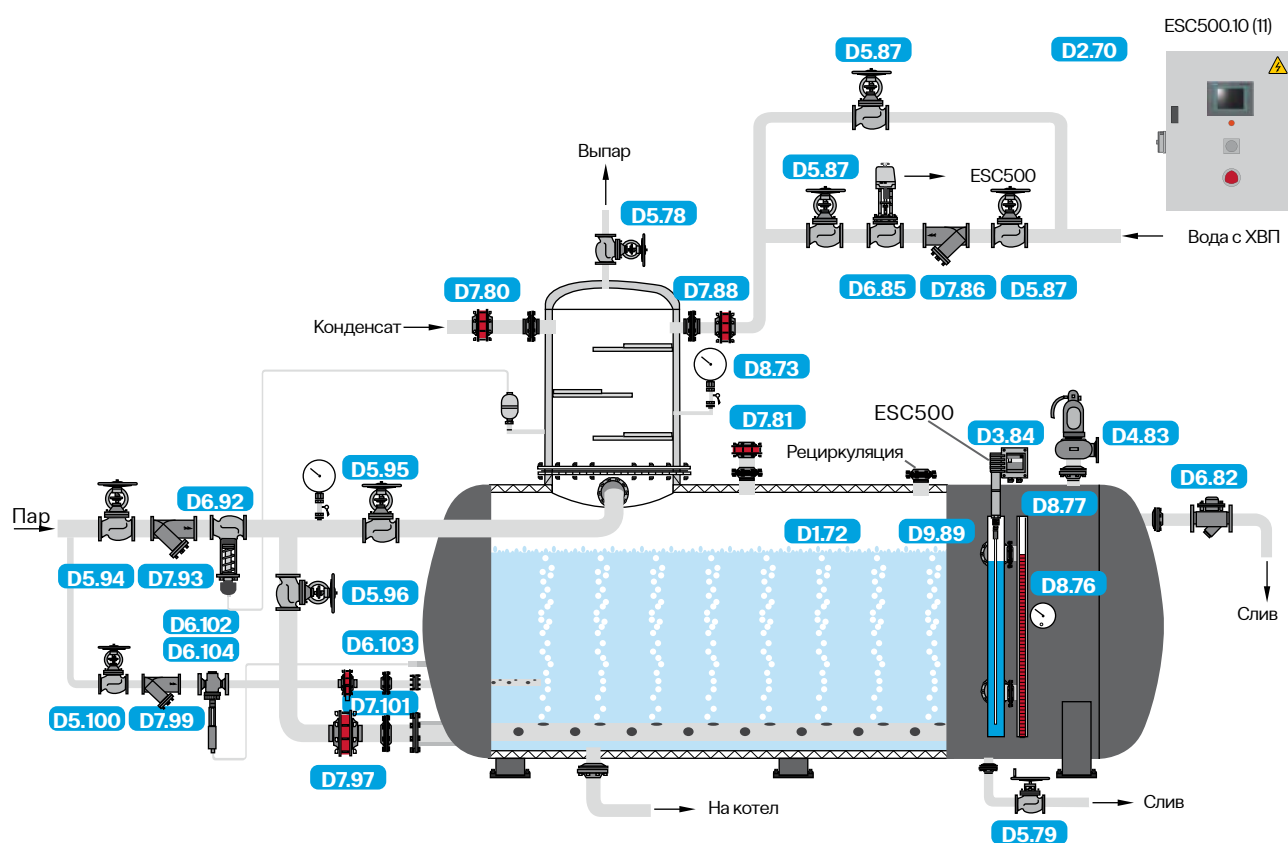 ESC500.10 (11)
D5.87
D2.70
Выпар
D5.87
ESC500
D5.78
Вода с ХВП
D7.80
D7.88
D6.85
D7.86
D5.87
Конденсат
D8.73
D7.81
ESC500
D3.84
D4.83
Рециркуляция
D5.95
D6.92
D6.82
Пар
D8.77
D1.72
D9.89
D5.94
D7.93
D5.96
D8.76
Слив
D6.102
D6.104
D6.103
D7.101
D5.100
D7.99
D7.97
На котел
Слив
D5.79